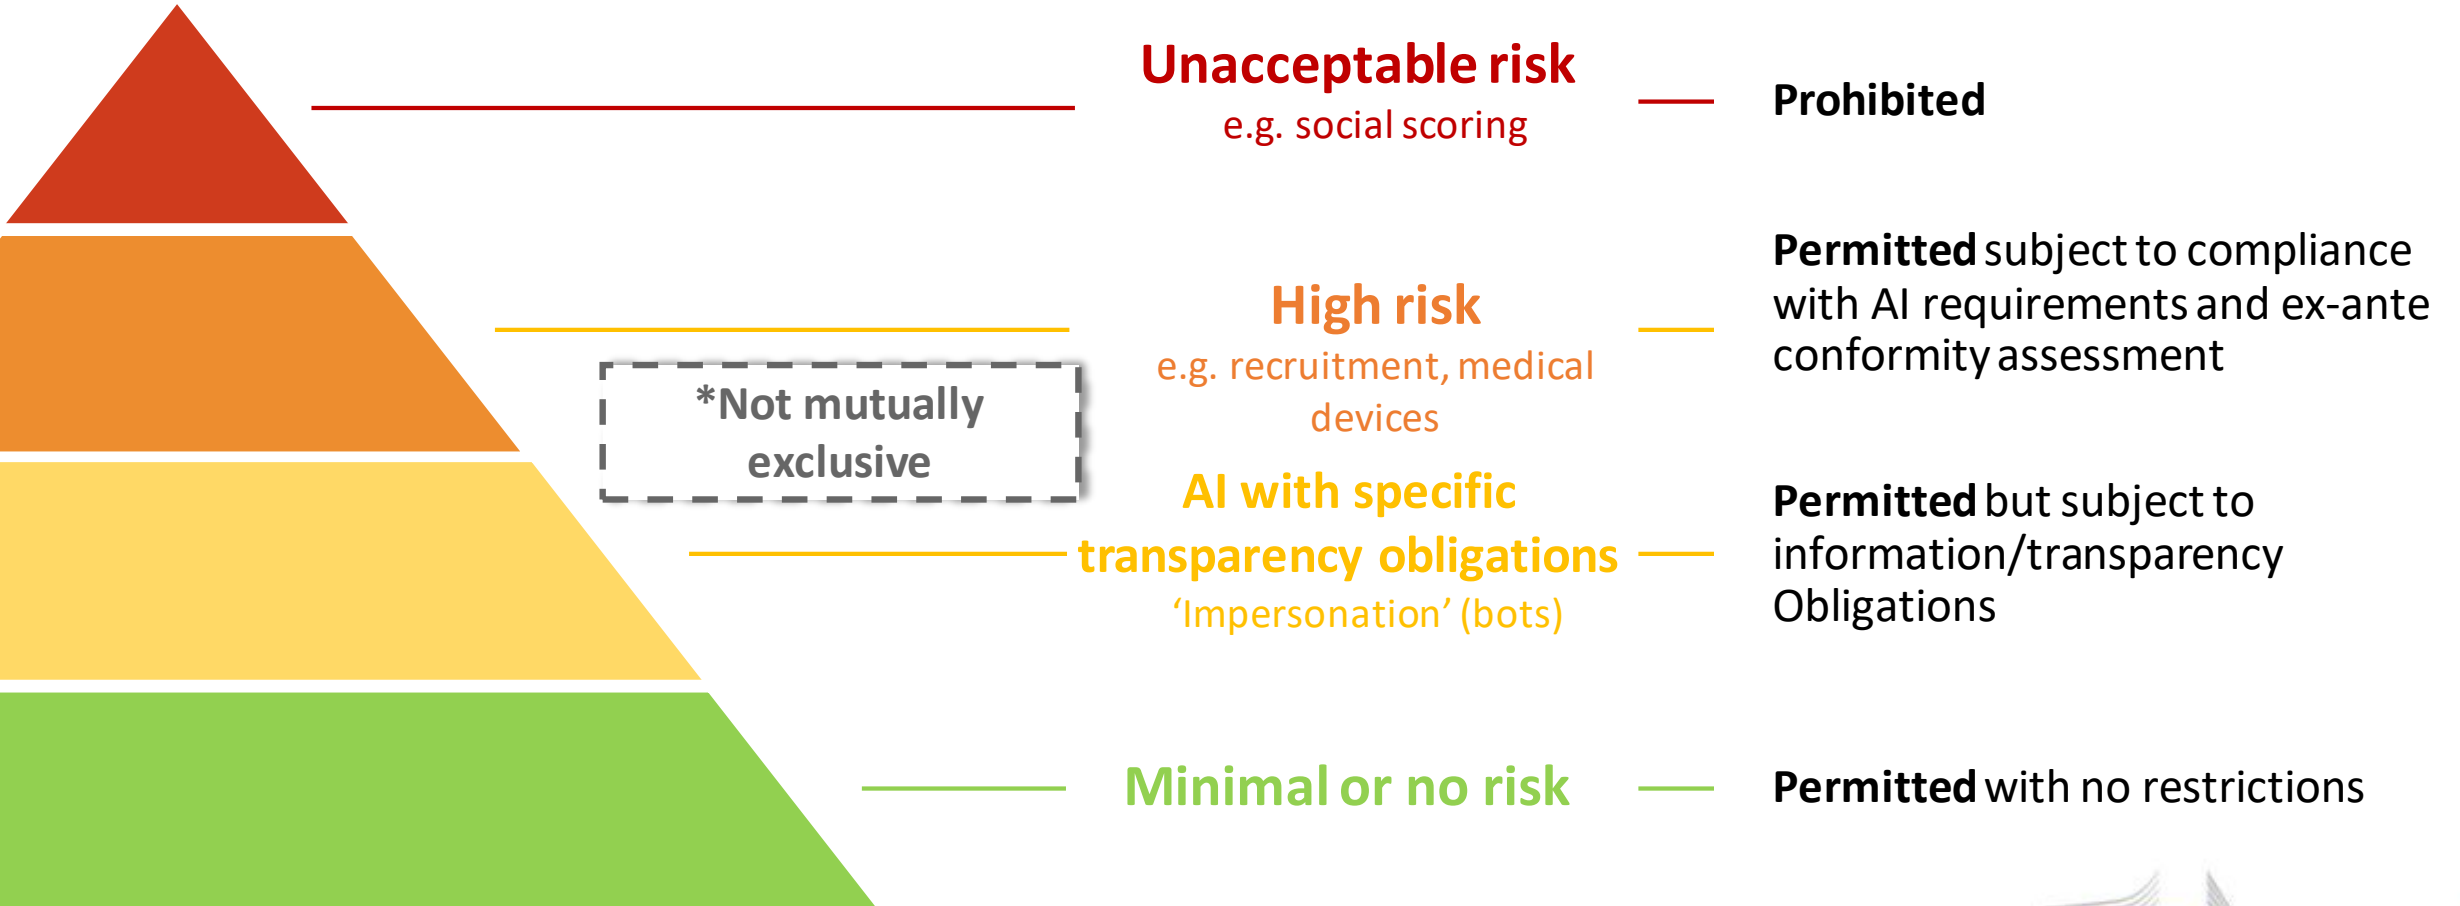 Unacceptable risk
e.g. social scoring
Prohibited
High risk
e.g. recruitment, medical
devices
Permitted subject to compliance
with AI requirements and ex-ante
conformity assessment
*Not mutually
exclusive
AI with specific
transparency obligations
‘Impersonation’ (bots)
Permitted but subject to
information/transparency
Obligations
Minimal or no risk
Permitted with no restrictions